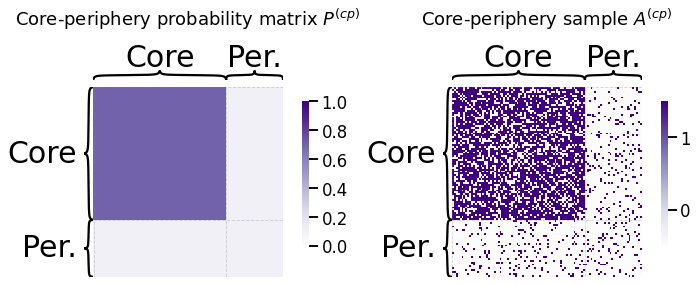 Core-periphery probability matrix P^(cp)
Core Per.
Core
Per.
1.0
0.8
0.6
0.4
0.2
0.0
Core-periphery sample A^(cp)
Core Per.
Core
Per.
1
0